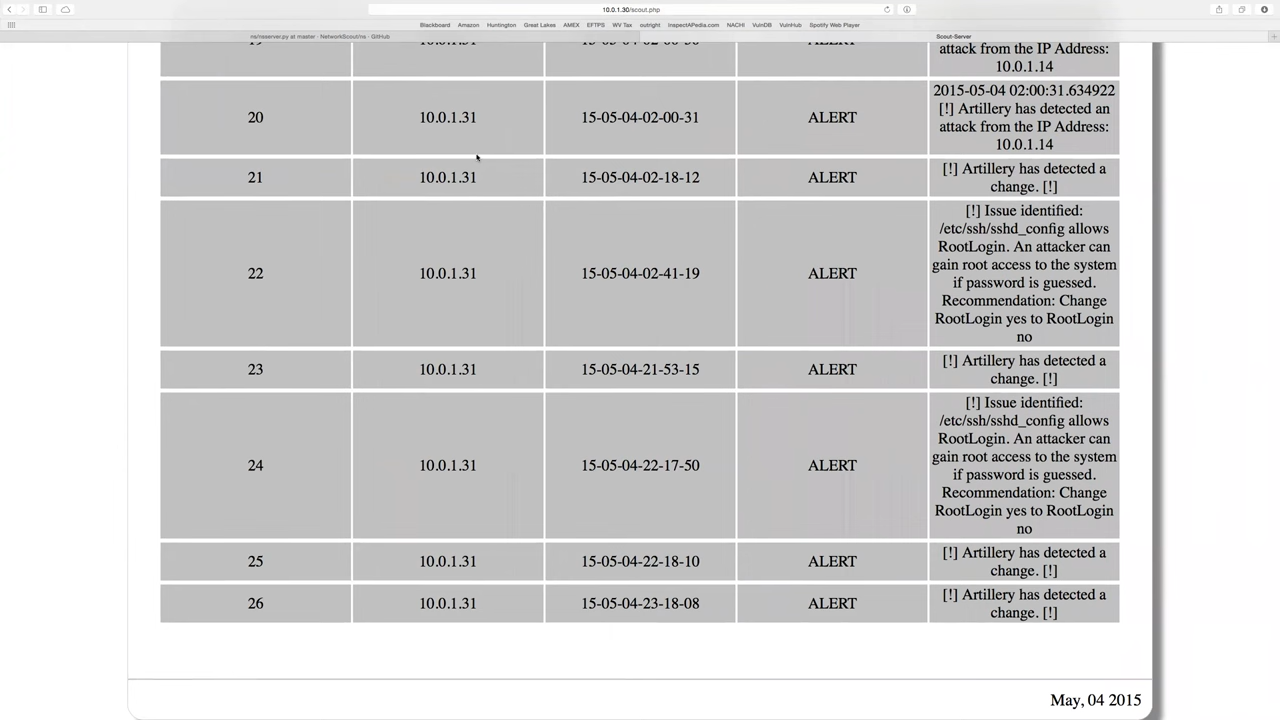 10.0.1.30/scout.php
Blackboard Amazon Huntington Great Lakes AMEX EFTPS WV Tax outright InspectAPedia.com NACHI VulnDB VulnHub Spotify Web Player
ns/nsserver.py at master · NetworkScout/ns · GitHub Scout-Server
attack from the IP Address:
10.0.1.14
20 10.0.1.31 15-05-04-02-00-31 ALERT
2015-05-04 02:00:31.634922
[!] Artillery has detected an
attack from the IP Address:
10.0.1.14
21 10.0.1.31 15-05-04-02-18-12 ALERT
[!] Artillery has detected a
change. [!]
22 10.0.1.31 15-05-04-02-41-19 ALERT
[!] Issue identified:
/etc/ssh/sshd_config allows
RootLogin. An attacker can
gain root access to the system
if password is guessed.
Recommendation: Change
RootLogin yes to RootLogin
no
23 10.0.1.31 15-05-04-21-53-15 ALERT
[!] Artillery has detected a
change. [!]
24 10.0.1.31 15-05-04-22-17-50 ALERT
[!] Issue identified:
/etc/ssh/sshd_config allows
RootLogin. An attacker can
gain root access to the system
if password is guessed.
Recommendation: Change
RootLogin yes to RootLogin
no
25 10.0.1.31 15-05-04-22-18-10 ALERT
[!] Artillery has detected a
change. [!]
26 10.0.1.31 15-05-04-23-18-08 ALERT
[!] Artillery has detected a
change. [!]
May, 04 2015